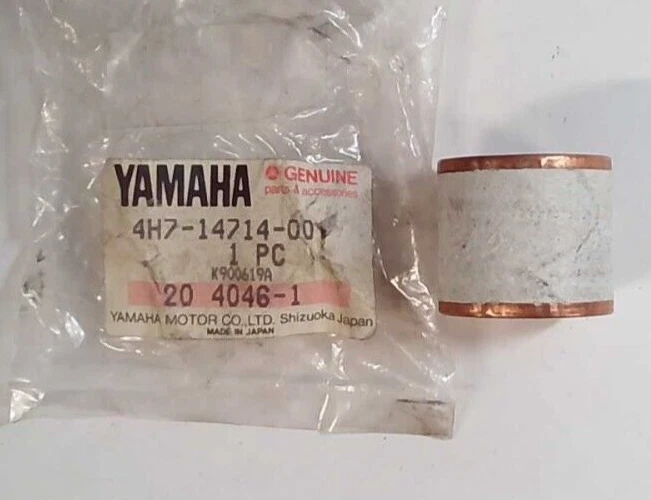 YAMAHA
GENUINE
parts & accessories
4H7-14714-00
1 PC
K900619A
20 4046-1
YAMAHA MOTOR CO.,LTD. Shizuoka Japan
MADE IN JAPAN